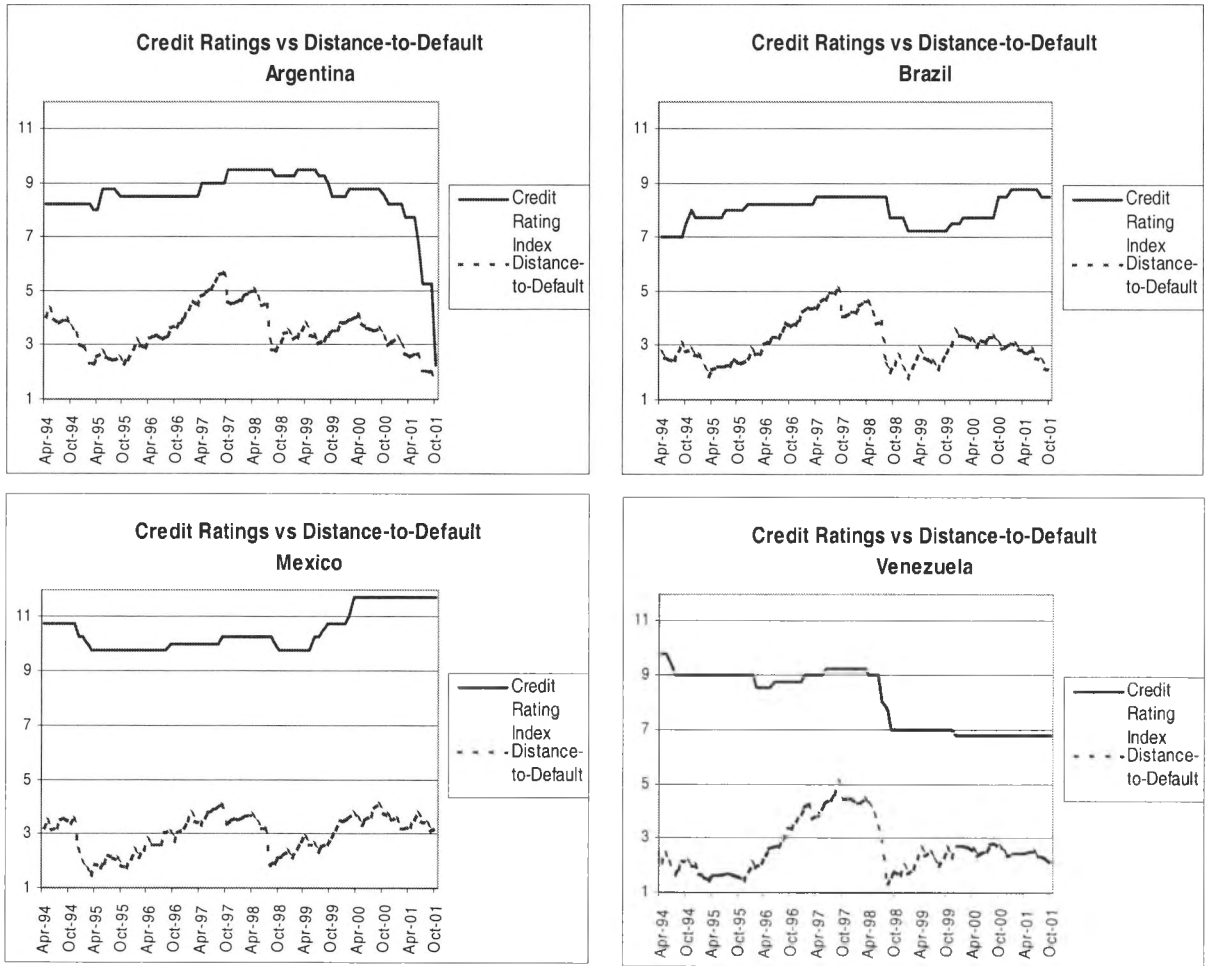 Credit Ratings vs Distance-to-Default
Argentina
11
9
7
5
3
1
Apr-94
Oct-94
Apr-95
Oct-95
Apr-96
Oct-96
Apr-97
Oct-97
Apr-98
Oct-98
Apr-99
Oct-99
Apr-00
Oct-00
Apr-01
Oct-01
Credit
Rating
Index
Distance-
to-Default
Credit Ratings vs Distance-to-Default
Brazil
11
9
7
5
3
1
Apr-94
Oct-94
Apr-95
Oct-95
Apr-96
Oct-96
Apr-97
Oct-97
Apr-98
Oct-98
Apr-99
Oct-99
Apr-00
Oct-00
Apr-01
Oct-01
Credit
Rating
Index
Distance-
to-Default
Credit Ratings vs Distance-to-Default
Mexico
11
9
7
5
3
1
Apr-94
Oct-94
Apr-95
Oct-95
Apr-96
Oct-96
Apr-97
Oct-97
Apr-98
Oct-98
Apr-99
Oct-99
Apr-00
Oct-00
Apr-01
Oct-01
Credit
Rating
Index
Distance-
to-Default
Credit Ratings vs Distance-to-Default
Venezuela
11
9
7
5
3
1
Apr-94
Oct-94
Apr-95
Oct-95
Apr-96
Oct-96
Apr-97
Oct-97
Apr-98
Oct-98
Apr-99
Oct-99
Apr-00
Oct-00
Apr-01
Oct-01
Credit
Rating
Index
Distance-
to-Default